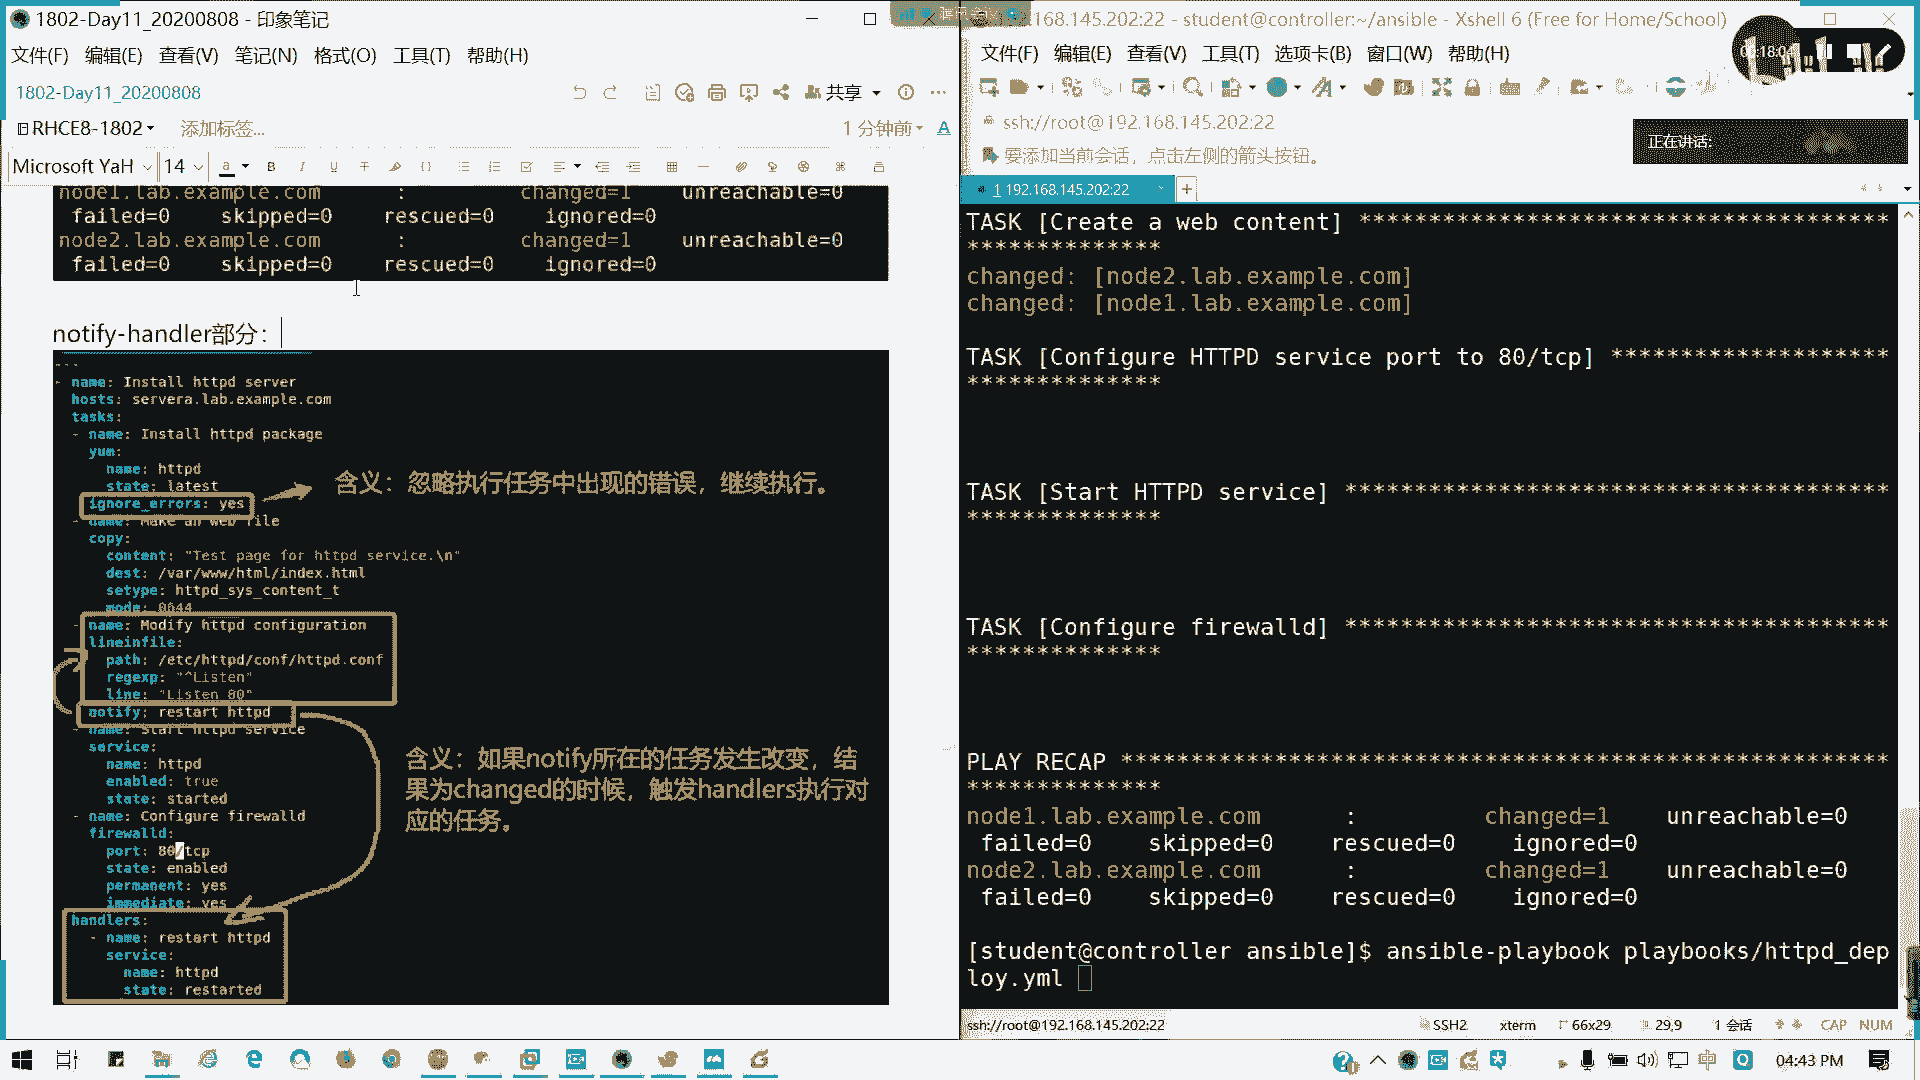 1802-Day11_20200808 - 印象笔记
文件(F) 编辑(E) 查看(V) 笔记(N) 格式(O) 工具(T) 帮助(H)
1802-Day11_20200808
共享
RHCE8-1802
添加标签...
1 分钟前
Microsoft YaH
14
node1.lab.example.com : changed=1 unreachable=0
failed=0 skipped=0 rescued=0 ignored=0
node2.lab.example.com : changed=1 unreachable=0
failed=0 skipped=0 rescued=0 ignored=0
notify-handler部分：
---
- name: Install httpd server
hosts: servera.lab.example.com
tasks:
- name: Install httpd package
yum:
name: httpd
state: latest
ignore_errors: yes
含义：忽略执行任务中出现的错误，继续执行。
- name: Make an web file
copy:
content: "Test page for httpd service.\n"
dest: /var/www/html/index.html
setype: httpd_sys_content_t
mode: 0644
- name: Modify httpd configuration
lineinfile:
path: /etc/httpd/conf/httpd.conf
regexp: "^Listen"
line: "Listen 80"
notify: restart httpd
- name: Start httpd service
service:
name: httpd
enabled: true
state: started
含义：如果notify所在的任务发生改变，结
果为changed的时候，触发handlers执行对
应的任务。
- name: Configure firewalld
firewalld:
port: 80/tcp
state: enabled
permanent: yes
immediate: yes
handlers:
- name: restart httpd
service:
name: httpd
state: restarted
.168.145.202:22 - student@controller:~/ansible - Xshell 6 (Free for Home/School)
文件(F) 编辑(E) 查看(V) 工具(T) 选项卡(B) 窗口(W) 帮助(H)
ssh://root@192.168.145.202:22
要添加当前会话，点击左侧的箭头按钮。
正在讲话:
1 192.168.145.202:22
TASK [Create a web content] ***************************************
**************
changed: [node2.lab.example.com]
changed: [node1.lab.example.com]
TASK [Configure HTTPD service port to 80/tcp] ********************
**************
TASK [Start HTTPD service] ****************************************
**************
TASK [Configure firewalld] ****************************************
**************
PLAY RECAP ********************************************************
**************
node1.lab.example.com : changed=1 unreachable=0
failed=0 skipped=0 rescued=0 ignored=0
node2.lab.example.com : changed=1 unreachable=0
failed=0 skipped=0 rescued=0 ignored=0
[student@controller ansible]$ ansible-playbook playbooks/httpd_dep
loy.yml
ssh://root@192.168.145.202:22
SSH2 xterm 66x29 29,9 1 会话 CAP NUM
中
04:43 PM